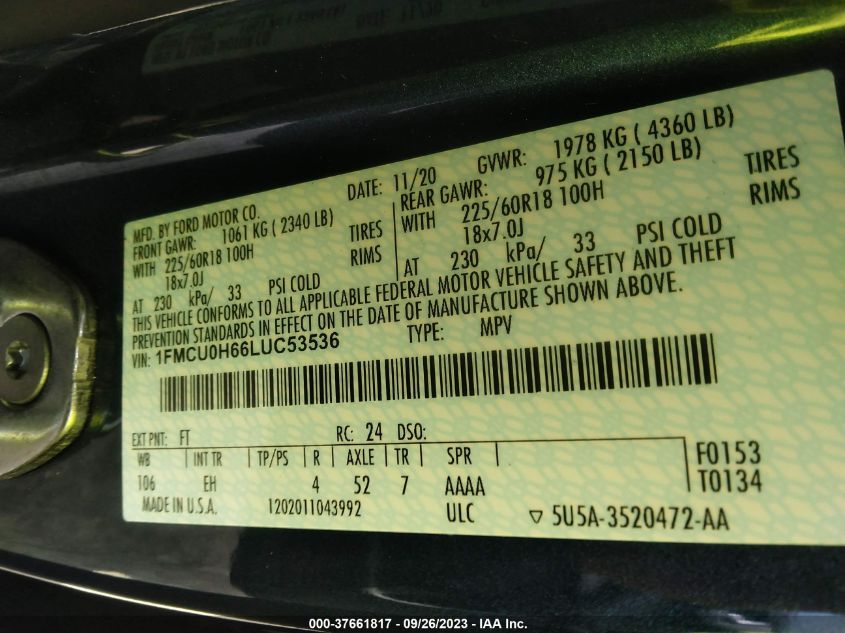 DATE: 11/20 GVWR: 1978 KG ( 4360 LB)
MFD. BY FORD MOTOR CO.
FRONT GAWR: 1061 KG ( 2340 LB)
WITH 225/60R18 100H TIRES
18x7.0J RIMS
AT 230 kPa/ 33 PSI COLD
REAR GAWR: 975 KG ( 2150 LB)
WITH 225/60R18 100H TIRES
18x7.0J RIMS
AT 230 kPa/ 33 PSI COLD
THIS VEHICLE CONFORMS TO ALL APPLICABLE FEDERAL MOTOR VEHICLE SAFETY AND THEFT
PREVENTION STANDARDS IN EFFECT ON THE DATE OF MANUFACTURE SHOWN ABOVE.
VIN: 1FMCU0H66LUC53536 TYPE: MPV
EXT PNT: FT RC: 24 DSO:
WB INT TR TP/PS R AXLE TR SPR F0153
106 EH 4 52 7 AAAA T0134
MADE IN U.S.A. 1202011043992 ULC ▽ 5U5A-3520472-AA
000-37661817 - 09/26/2023 - IAA Inc.